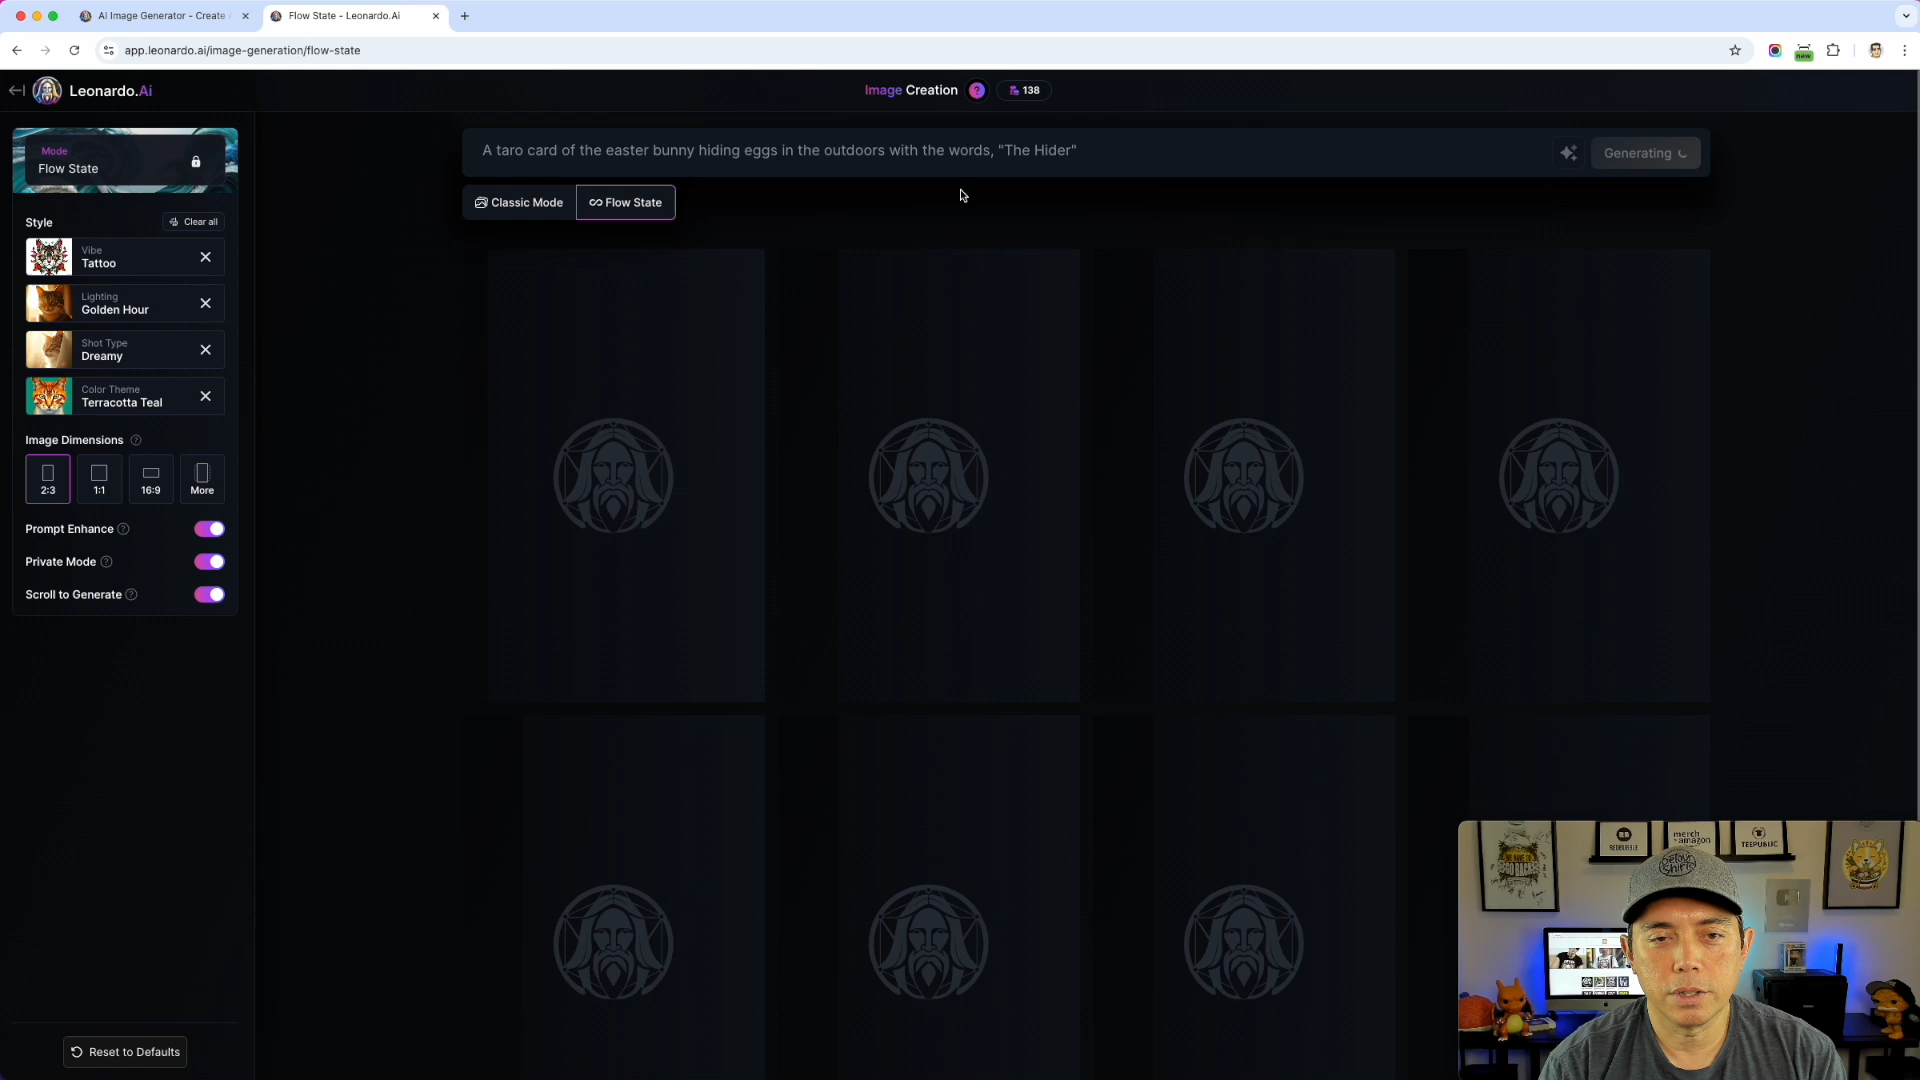 AI Image Generator - Create
Flow State - Leonardo.Ai
app.leonardo.ai/image-generation/flow-state
new
Leonardo.Ai
Image Creation
?
138
Mode
Flow State
A taro card of the easter bunny hiding eggs in the outdoors with the words, "The Hider"
Generating
Classic Mode
Flow State
Style
Clear all
Vibe
Tattoo
Lighting
Golden Hour
Shot Type
Dreamy
Color Theme
Terracotta Teal
Image Dimensions
2:3
1:1
16:9
More
Prompt Enhance
Private Mode
Scroll to Generate
Reset to Defaults
REDBUBBLE
merch
amazon
TEEPUBLIC